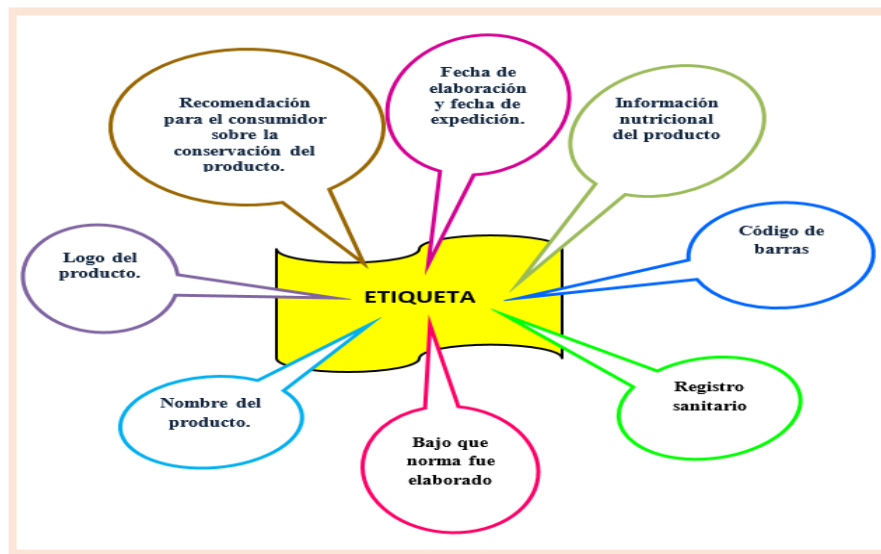 Recomendación
para el consumidor
sobre la
conservación del
producto.
Fecha de
elaboración
y fecha de
expedición.
Información
nutricional
del producto
Logo del
producto.
Código de
barras
ETIQUETA
Nombre del
producto.
Bajo que
norma fue
elaborado
Registro
sanitario